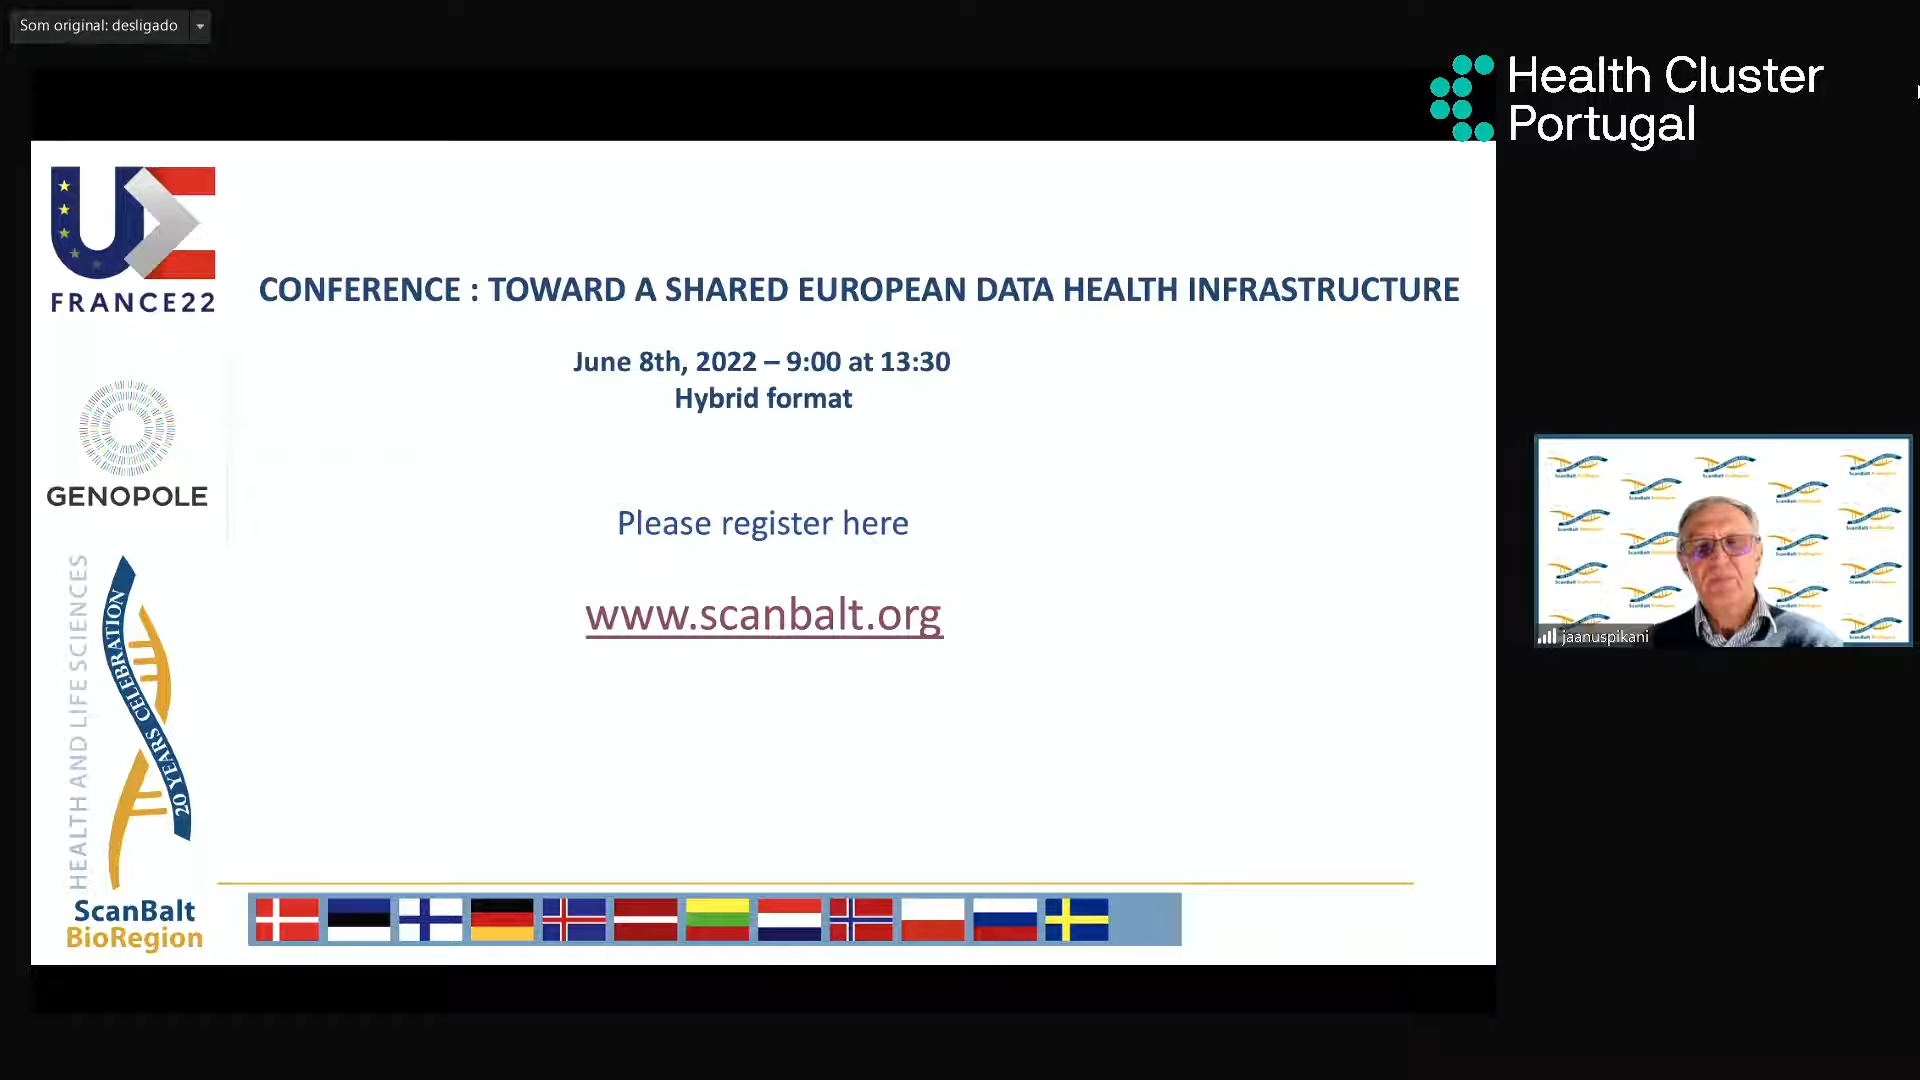 Som original: desligado
Health Cluster
Portugal
FRANCE22
CONFERENCE : TOWARD A SHARED EUROPEAN DATA HEALTH INFRASTRUCTURE
June 8th, 2022 – 9:00 at 13:30
Hybrid format
GENOPOLE
Please register here
www.scanbalt.org
HEALTH AND LIFE SCIENCES
20 YEARS CELEBRATION
ScanBalt
BioRegion
jaanuspikani